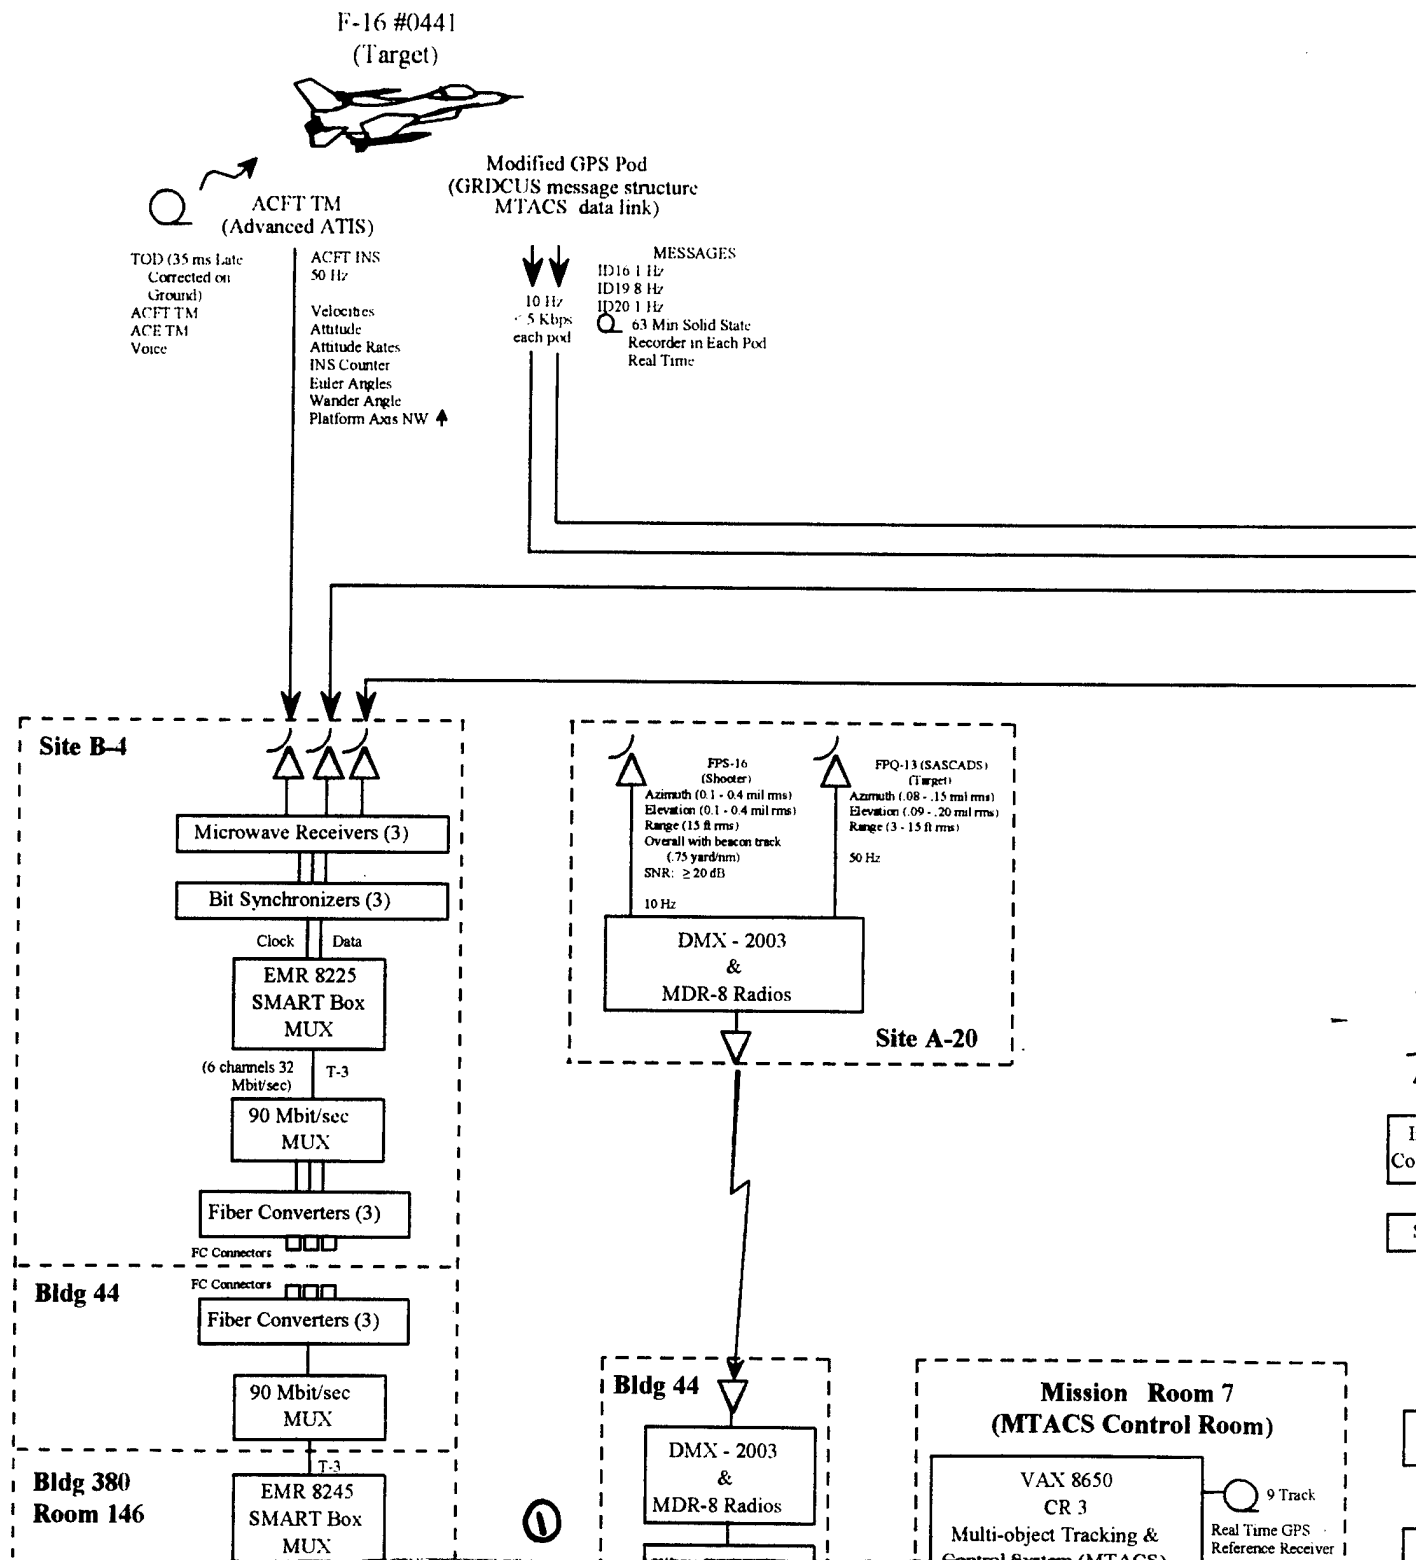 F-16 #0441
(Target)
Modified GPS Pod
(GRDCUS message structure
MTACS data link)
ACFT TM
(Advanced ATIS)
TOD (35 ms Late
Corrected on
Ground)
ACFT TM
ACE TM
Voice
ACFT INS
50 Hz
Velocities
Attitude
Attitude Rates
INS Counter
Euler Angles
Wander Angle
Platform Axis NW
10 Hz
< 5 Kbps
each pod
MESSAGES
ID16 1 Hz
ID19 8 Hz
ID20 1 Hz
63 Min Solid State
Recorder in Each Pod
Real Time
Site B-4
Microwave Receivers (3)
Bit Synchronizers (3)
Clock
Data
EMR 8225
SMART Box
MUX
(6 channels 32
Mbit/sec)
T-3
90 Mbit/sec
MUX
Fiber Converters (3)
FC Connectors
Bldg 44
FC Connectors
Fiber Converters (3)
90 Mbit/sec
MUX
Bldg 380
Room 146
T-3
EMR 8245
SMART Box
MUX
FPS-16
(Shooter)
Azimuth (0.1 - 0.4 mil rms)
Elevation (0.1 - 0.4 mil rms)
Range (15 ft rms)
Overall with beacon track
(.75 yard/nm)
SNR: ≥ 20 dB
10 Hz
FPQ-13 (SASCADS)
(Target)
Azimuth (.08 - .15 mil rms)
Elevation (.09 - .20 mil rms)
Range (3 - 15 ft rms)
50 Hz
DMX - 2003
&
MDR-8 Radios
Site A-20
Bldg 44
DMX - 2003
&
MDR-8 Radios
1
Mission Room 7
(MTACS Control Room)
VAX 8650
CR 3
Multi-object Tracking &
Control System (MTACS)
9 Track
Real Time GPS
Reference Receiver
Co